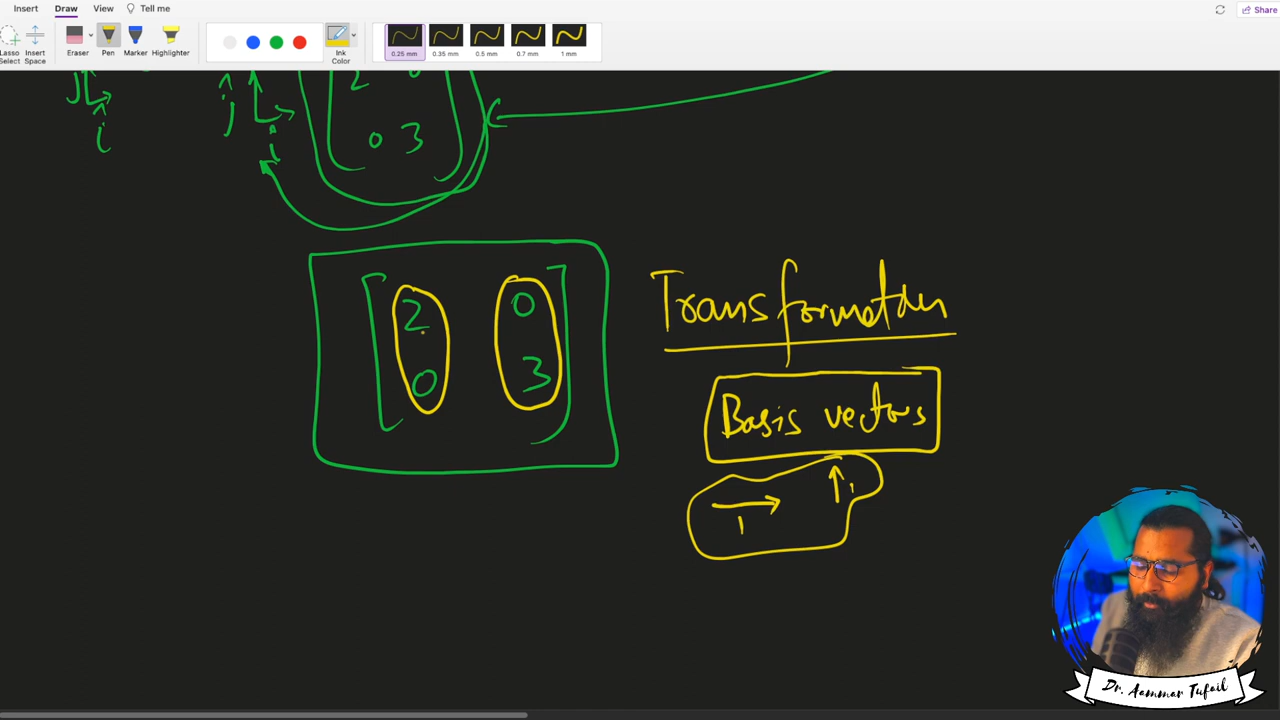 Insert Draw View Tell me
Share
Lasso Select
Insert Space
Eraser
Pen
Marker
Highlighter
Ink Color
0.25 mm
0.35 mm
0.5 mm
0.7 mm
1 mm
j
i
j
i
2 0
0 3
2 0
0 3
Transformation
Basis vectors
1
1
Dr. Aammar Tufail